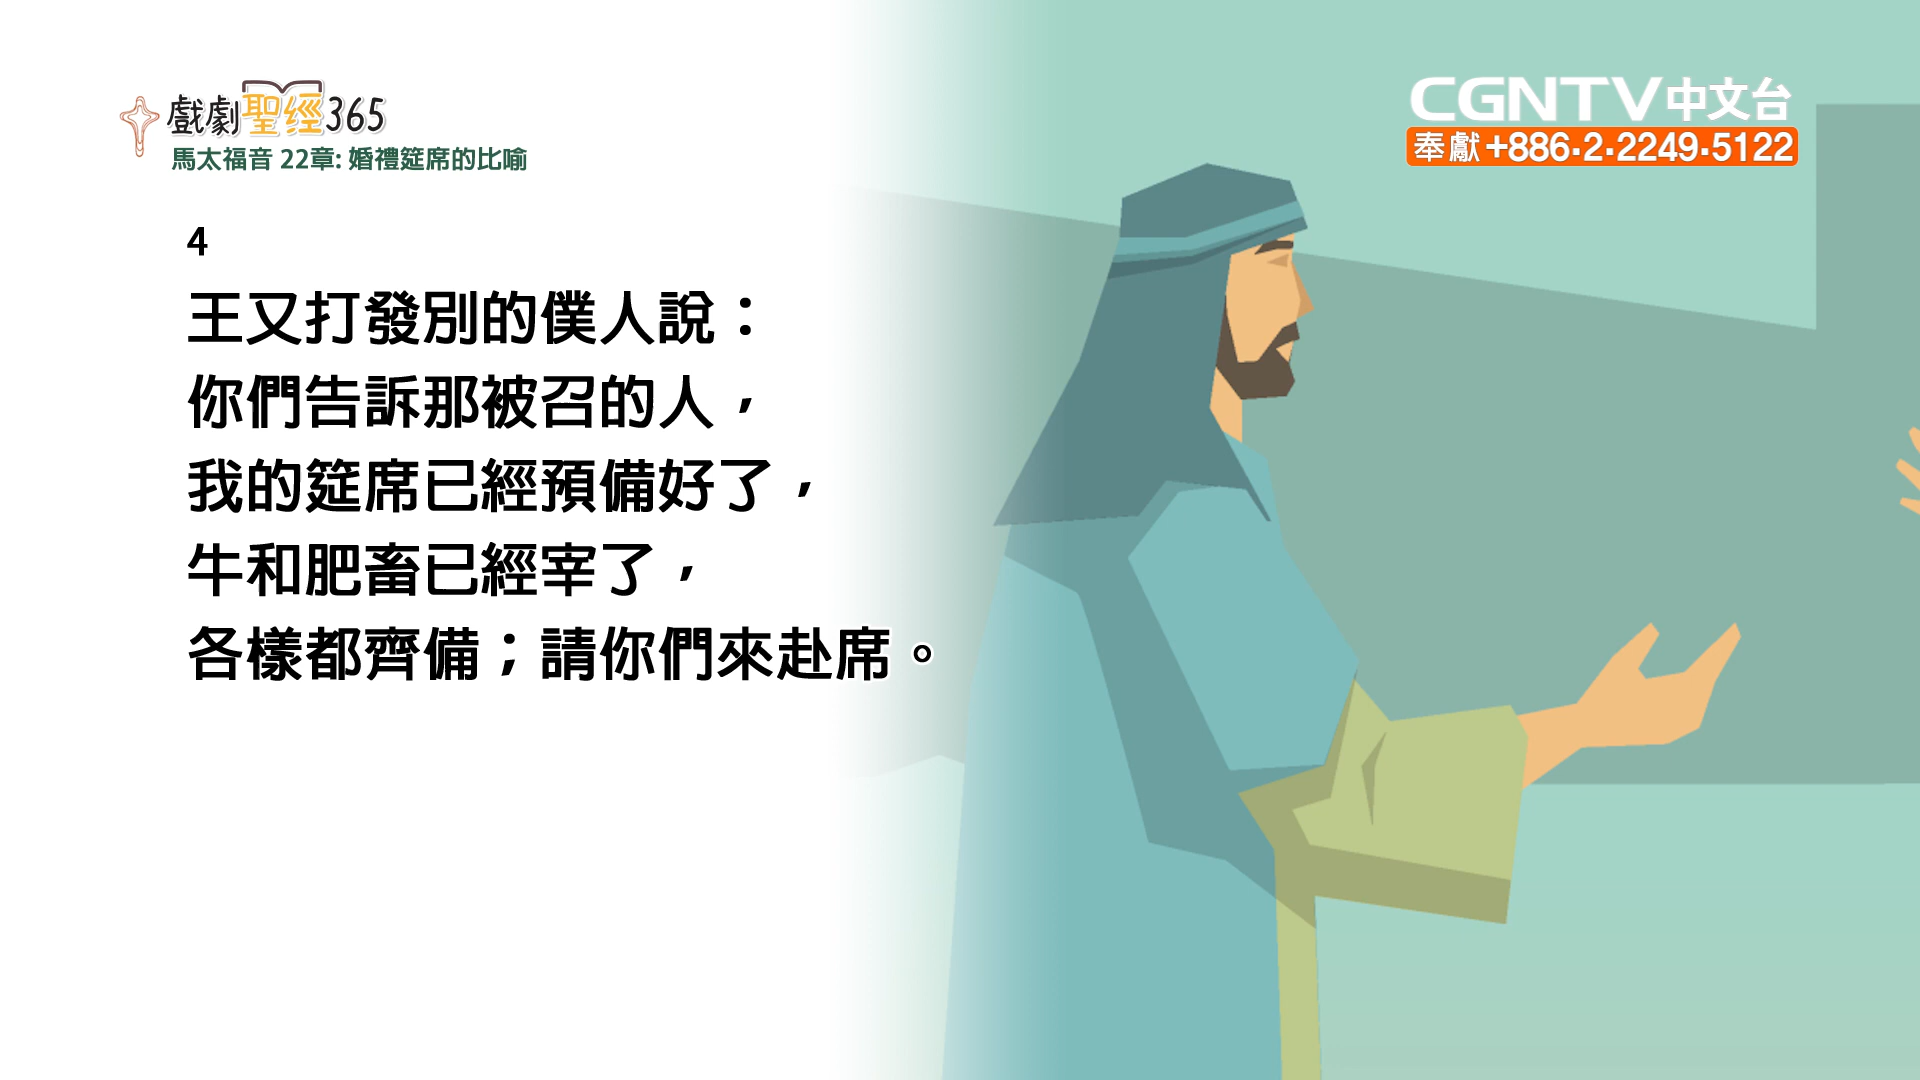 戲劇聖經365
馬太福音 22章: 婚禮筵席的比喻
CGNTV中文台
奉獻 +886·2·2249·5122
4
王又打發別的僕人說：
你們告訴那被召的人，
我的筵席已經預備好了，
牛和肥畜已經宰了，
各樣都齊備；請你們來赴席。